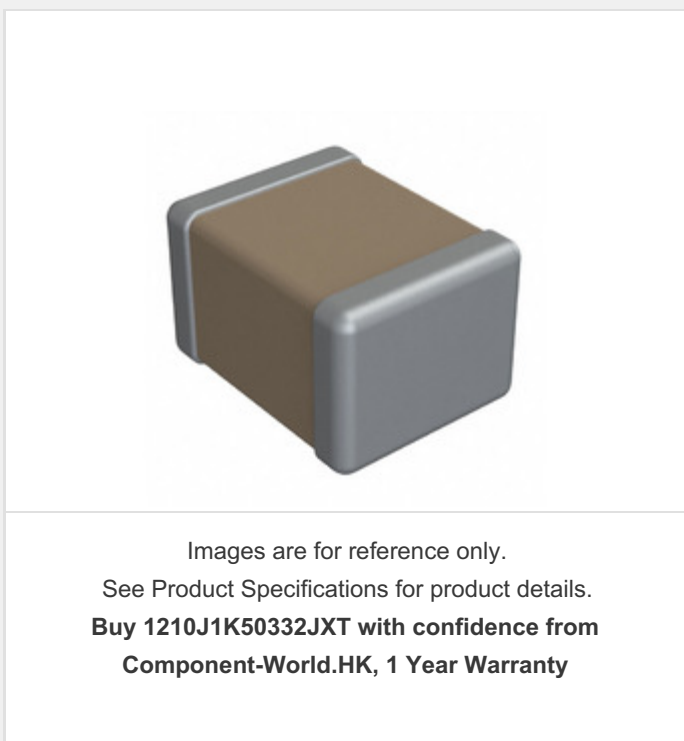 Images are for reference only.
See Product Specifications for product details.
Buy 1210J1K50332JXT with confidence from
Component-World.HK, 1 Year Warranty